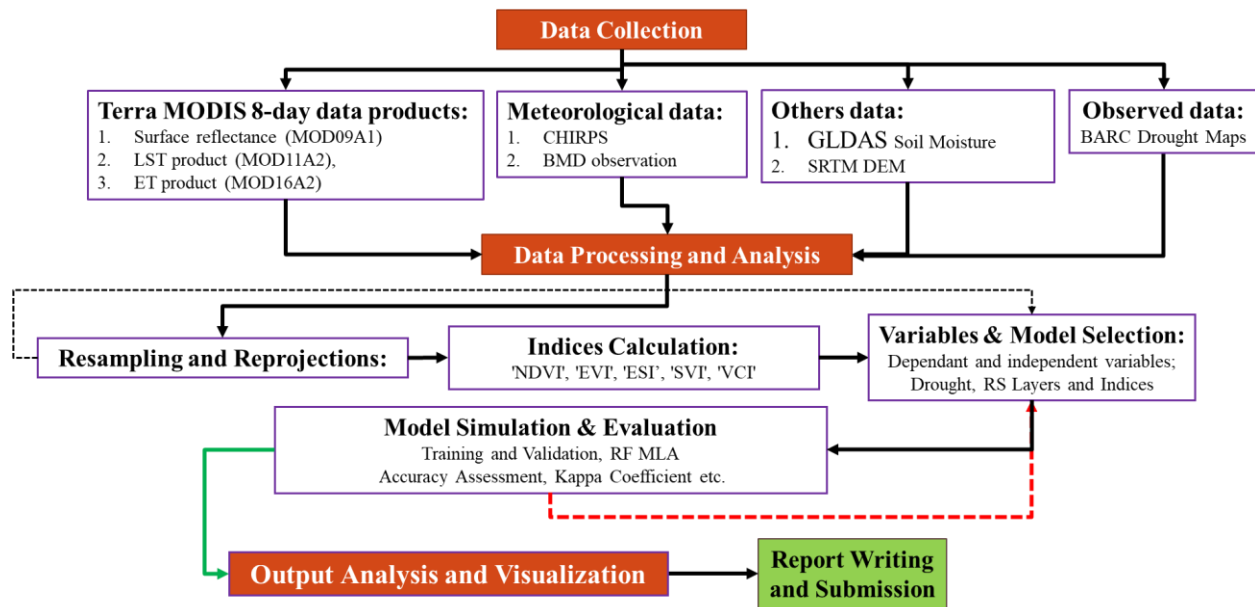 Data Collection
Terra MODIS 8-day data products:
1. Surface reflectance (MOD09A1)
2. LST product (MOD11A2),
3. ET product (MOD16A2)
Meteorological data:
1. CHIRPS
2. BMD observation
Others data:
1. GLDAS Soil Moisture
2. SRTM DEM
Observed data:
BARC Drought Maps
Data Processing and Analysis
Resampling and Reprojections:
Indices Calculation:
'NDVI', 'EVI', 'ESI', 'SVI', 'VCI'
Variables & Model Selection:
Dependant and independent variables;
Drought, RS Layers and Indices
Model Simulation & Evaluation
Training and Validation, RF MLA
Accuracy Assessment, Kappa Coefficient etc.
Output Analysis and Visualization
Report Writing
and Submission